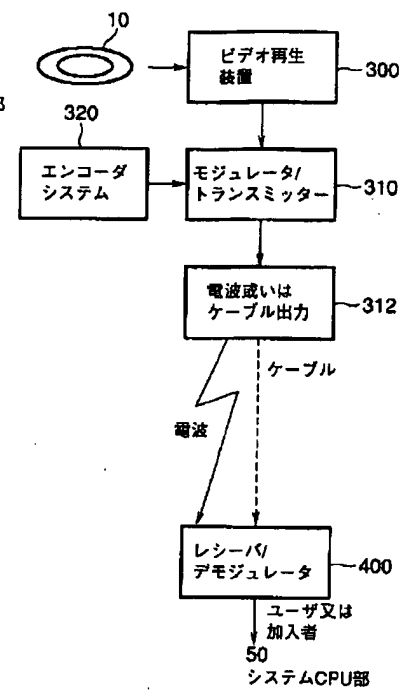 10
ビデオ再生
装置
300
部
320
エンコーダ
システム
モジュレータ/
トランスミッター
310
電波或いは
ケーブル出力
312
ケーブル
電波
レシーバ/
デモジュレータ
400
ユーザ又は
加入者
50
システムCPU部